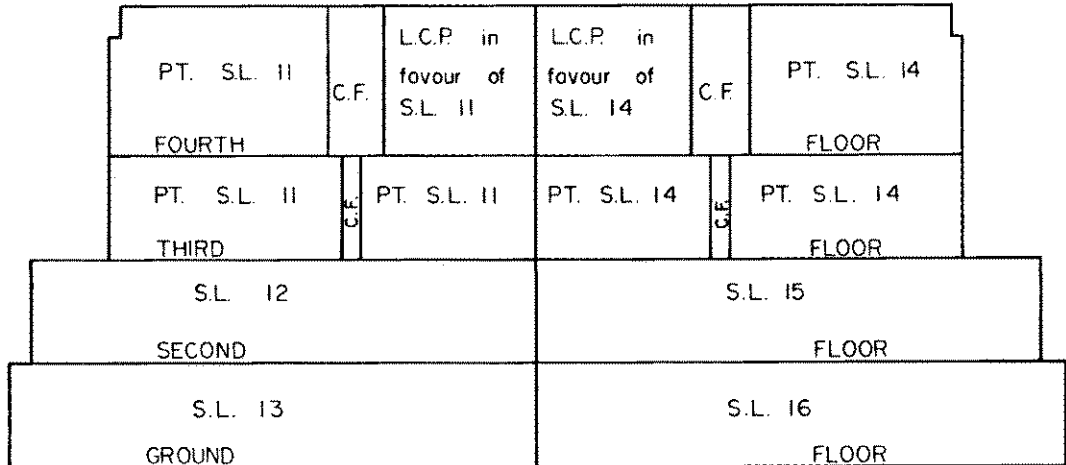 PT. S.L. 11
C.F.
L.C.P. in
favour of
S.L. 11
L.C.P. in
favour of
S.L. 14
C.F.
PT. S.L. 14
FOURTH FLOOR
PT. S.L. 11
C.F.
PT. S.L. 11
PT. S.L. 14
C.F.
PT. S.L. 14
THIRD FLOOR
S.L. 12
S.L. 15
SECOND FLOOR
S.L. 13
S.L. 16
GROUND FLOOR